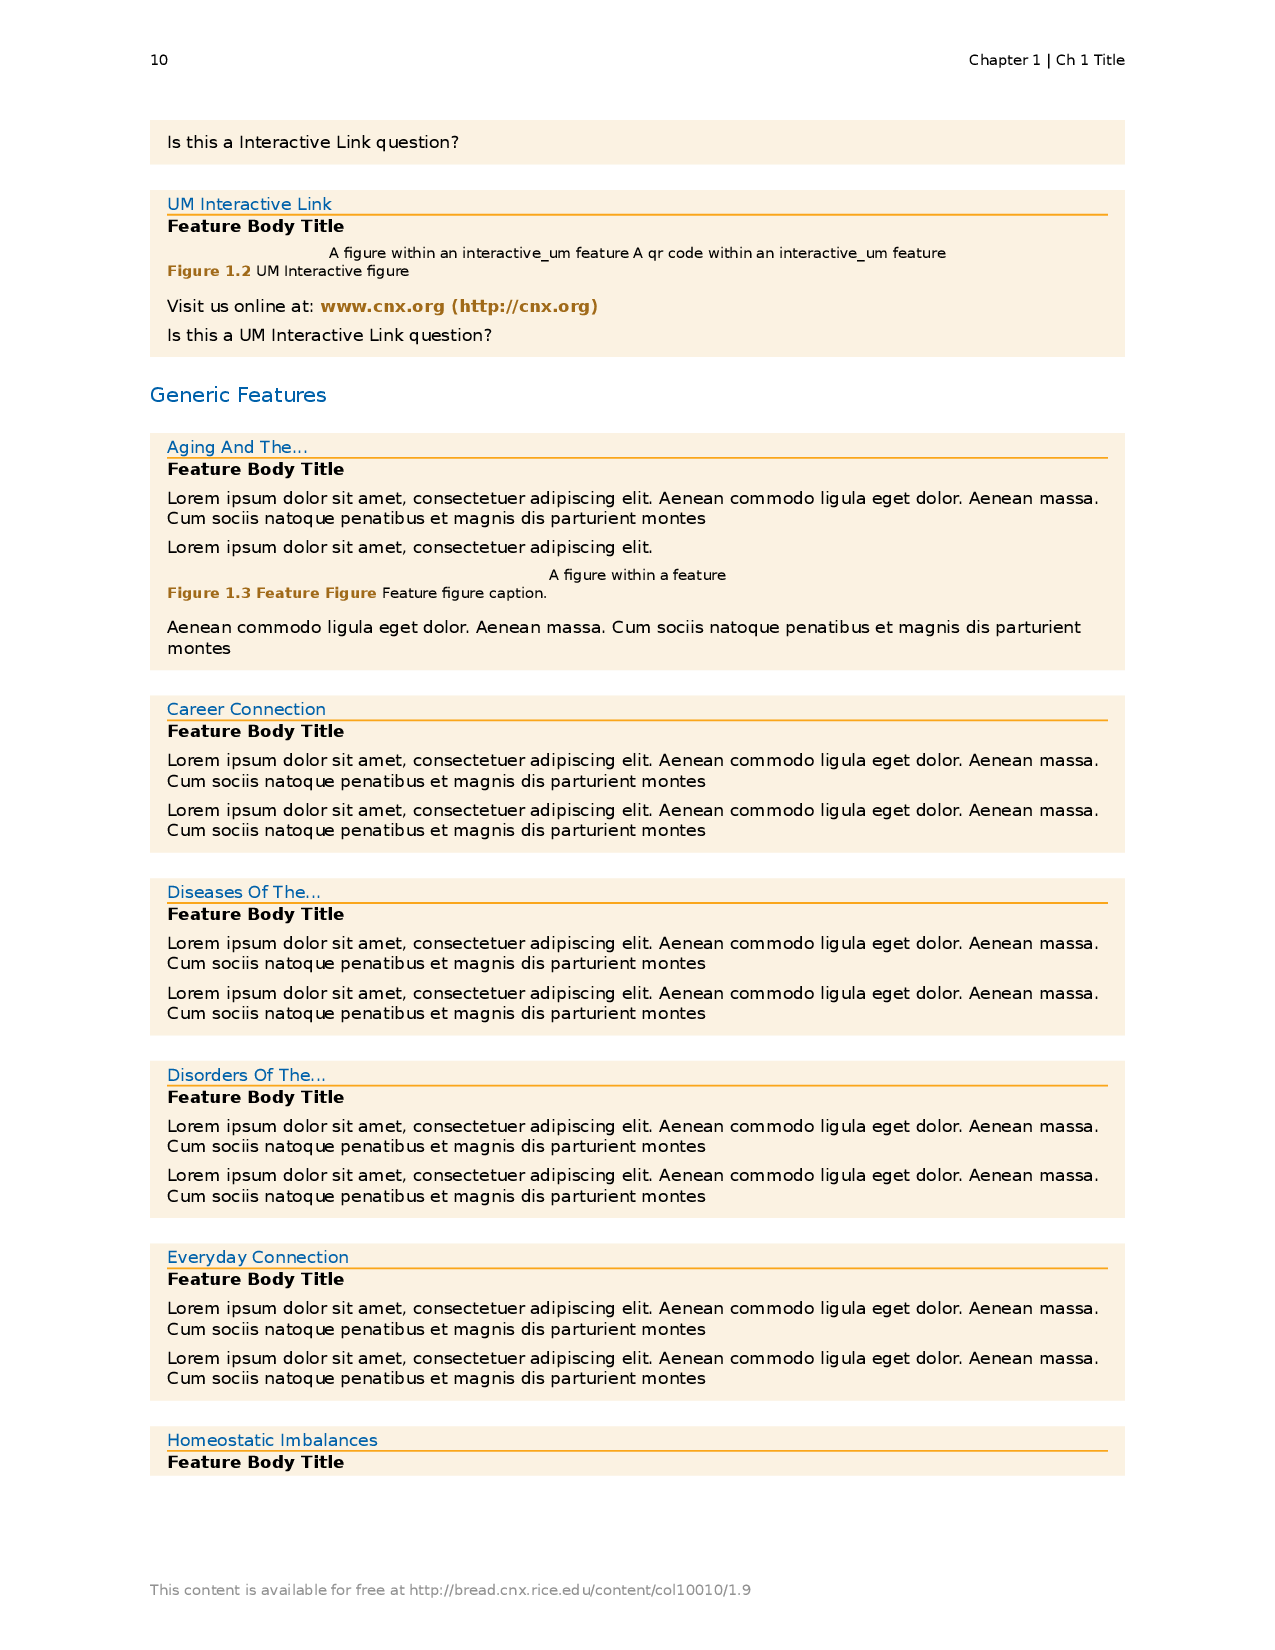 10
Chapter 1 | Ch 1 Title
Is this a Interactive Link question?
UM Interactive Link
Feature Body Title
A figure within an interactive_um feature A qr code within an interactive_um feature
Figure 1.2 UM Interactive figure
Visit us online at: www.cnx.org (http://cnx.org)
Is this a UM Interactive Link question?
Generic Features
Aging And The...
Feature Body Title
Lorem ipsum dolor sit amet, consectetuer adipiscing elit. Aenean commodo ligula eget dolor. Aenean massa.
Cum sociis natoque penatibus et magnis dis parturient montes
Lorem ipsum dolor sit amet, consectetuer adipiscing elit.
A figure within a feature
Figure 1.3 Feature Figure Feature figure caption.
Aenean commodo ligula eget dolor. Aenean massa. Cum sociis natoque penatibus et magnis dis parturient
montes
Career Connection
Feature Body Title
Lorem ipsum dolor sit amet, consectetuer adipiscing elit. Aenean commodo ligula eget dolor. Aenean massa.
Cum sociis natoque penatibus et magnis dis parturient montes
Lorem ipsum dolor sit amet, consectetuer adipiscing elit. Aenean commodo ligula eget dolor. Aenean massa.
Cum sociis natoque penatibus et magnis dis parturient montes
Diseases Of The...
Feature Body Title
Lorem ipsum dolor sit amet, consectetuer adipiscing elit. Aenean commodo ligula eget dolor. Aenean massa.
Cum sociis natoque penatibus et magnis dis parturient montes
Lorem ipsum dolor sit amet, consectetuer adipiscing elit. Aenean commodo ligula eget dolor. Aenean massa.
Cum sociis natoque penatibus et magnis dis parturient montes
Disorders Of The...
Feature Body Title
Lorem ipsum dolor sit amet, consectetuer adipiscing elit. Aenean commodo ligula eget dolor. Aenean massa.
Cum sociis natoque penatibus et magnis dis parturient montes
Lorem ipsum dolor sit amet, consectetuer adipiscing elit. Aenean commodo ligula eget dolor. Aenean massa.
Cum sociis natoque penatibus et magnis dis parturient montes
Everyday Connection
Feature Body Title
Lorem ipsum dolor sit amet, consectetuer adipiscing elit. Aenean commodo ligula eget dolor. Aenean massa.
Cum sociis natoque penatibus et magnis dis parturient montes
Lorem ipsum dolor sit amet, consectetuer adipiscing elit. Aenean commodo ligula eget dolor. Aenean massa.
Cum sociis natoque penatibus et magnis dis parturient montes
Homeostatic Imbalances
Feature Body Title
This content is available for free at http://bread.cnx.rice.edu/content/col10010/1.9